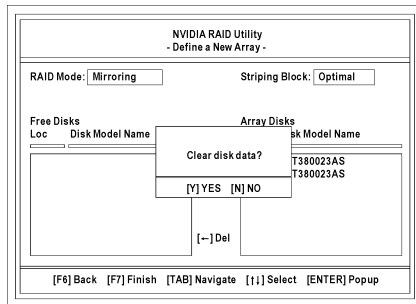 NVIDIA RAID Utility
- Define a New Array -
RAID Mode: Mirroring Striping Block: Optimal
Free Disks Array Disks
Loc Disk Model Name sk Model Name
Clear disk data?
T380023AS
T380023AS
[Y] YES [N] NO
[←] Del
[F6] Back [F7] Finish [TAB] Navigate [↑↓] Select [ENTER] Popup